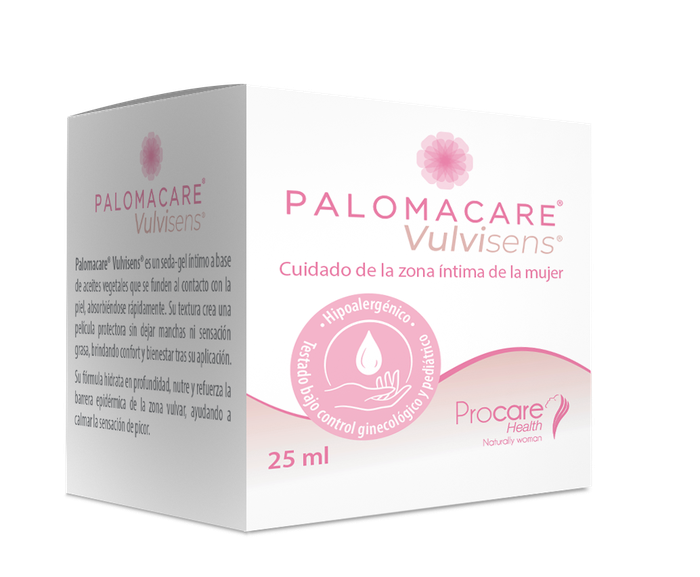 PALOMACARE®
Vulvisens®
Palomacare® Vulvisens® es un seda-gel íntimo a base
de aceites vegetales que se funden al contacto con la
piel, absorbiéndose rápidamente. Su textura crea una
película protectora sin dejar manchas ni sensación
grasa, brindando confort y bienestar tras su aplicación.
Su fórmula hidrata en profundidad, nutre y refuerza la
barrera epidérmica de la zona vulvar, ayudando a
calmar la sensación de picor.
PALOMACARE®
Vulvisens®
Cuidado de la zona íntima de la mujer
· Hipoalergénico ·
Testado bajo control ginecológico y pediátrico
25 ml
Procare
Health
Naturally woman